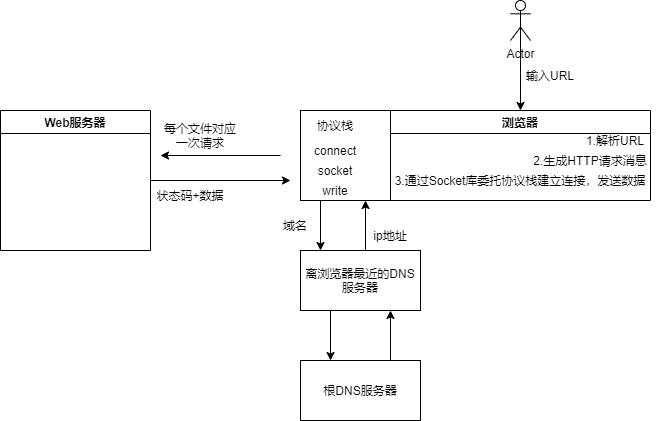 Actor
输入URL
Web服务器
每个文件对应
一次请求
状态码+数据
协议栈
connect
socket
write
浏览器
1.解析URL
2.生成HTTP请求消息
3.通过Socket库委托协议栈建立连接，发送数据
域名
ip地址
离浏览器最近的DNS
服务器
根DNS服务器